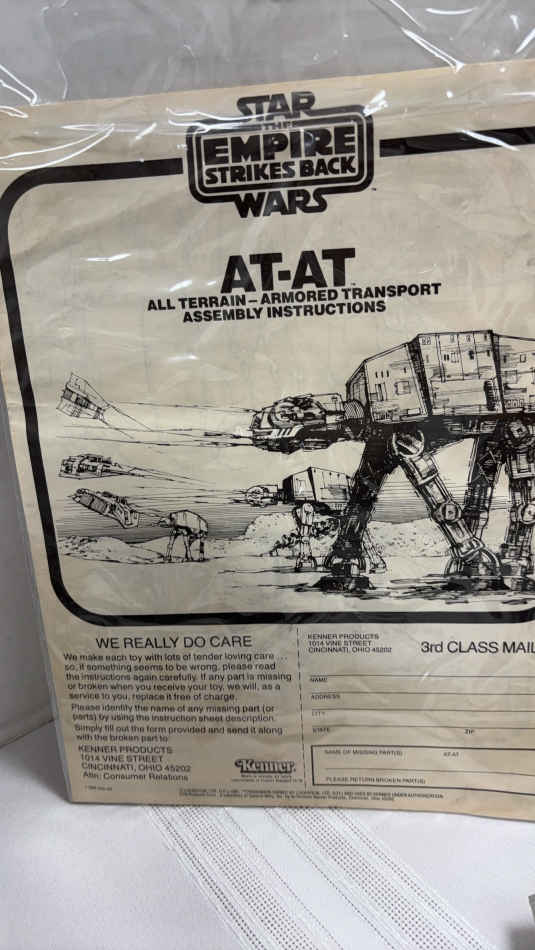 STAR
THE
EMPIRE
STRIKES BACK
WARS
AT-AT
ALL TERRAIN – ARMORED TRANSPORT
ASSEMBLY INSTRUCTIONS
WE REALLY DO CARE
We make each toy with lots of tender loving care ...
so, if something seems to be wrong, please read
the instructions again carefully. If any part is missing
or broken when you receive your toy, we will, as a
service to you, replace it free of charge.
Please identify the name of any missing part (or
parts) by using the instruction sheet description.
Simply fill out the form provided and send it along
with the broken part to
KENNER PRODUCTS
1014 VINE STREET
CINCINNATI, OHIO 45202
Attn: Consumer Relations
Kenner
KENNER PRODUCTS
1014 VINE STREET
CINCINNATI, OHIO 45202
3rd CLASS MAIL
NAME
ADDRESS
CITY
STATE
ZIP
NAME OF MISSING PART(S)
AT-AT
PLEASE RETURN BROKEN PART(S)